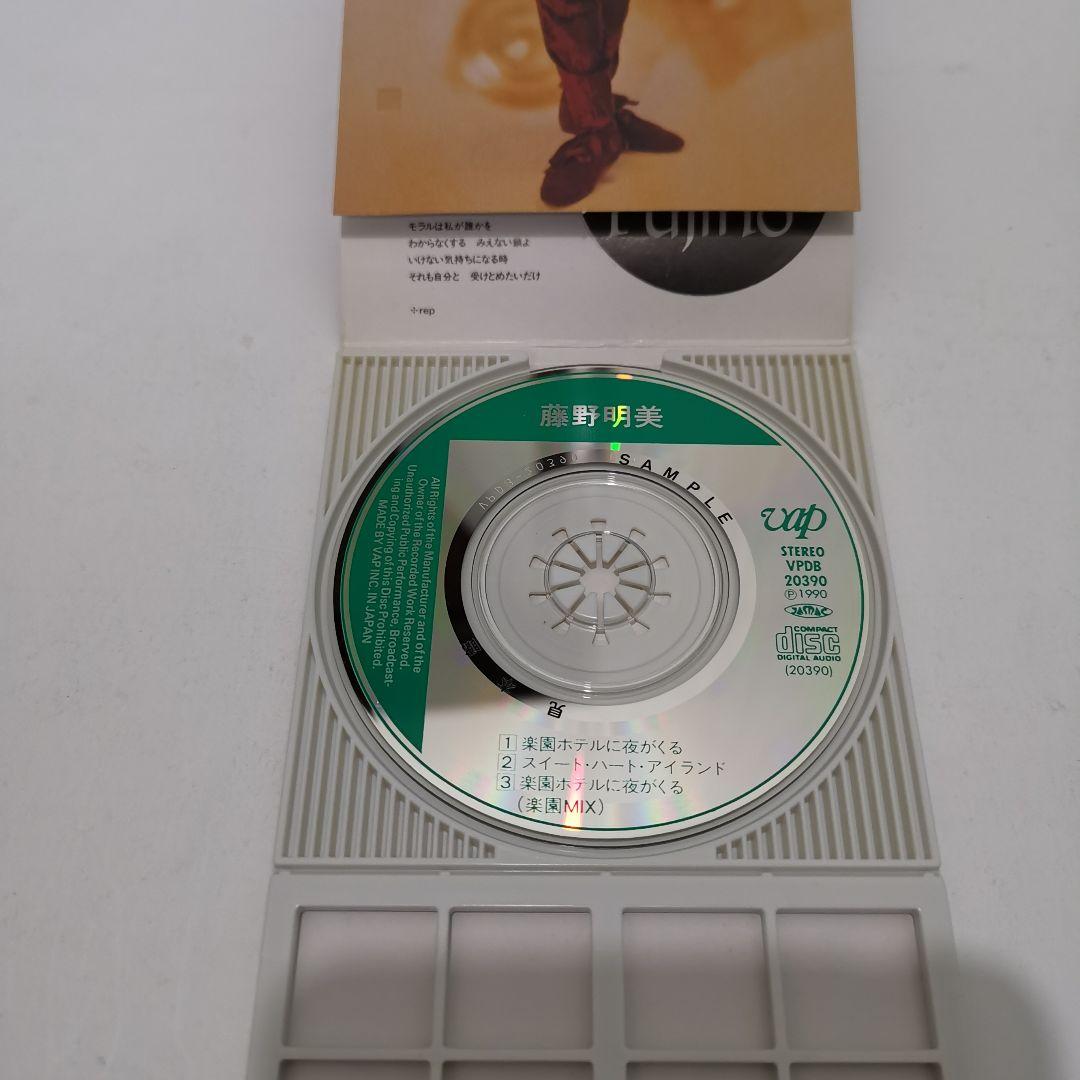 Fujino
モラルは私が誰かを
わからなくする　みえない鎖よ
いけない気持ちになる時
それも自分と　受けとめたいだけ
✢rep
藤野明美
SAMPLE
見
All Rights of the Manufacturer and of the
Owner of the Recorded Work Reserved.
Unauthorized Public Performance, Broadcast-
ing and Copying of this Disc Prohibited.
MADE BY VAP INC. IN JAPAN
vap
STEREO
VPDB
20390
Ⓟ1990
JASRAC
COMPACT
disc
DIGITAL AUDIO
(20390)
1 楽園ホテルに夜がくる
2 スイート・ハート・アイランド
3 楽園ホテルに夜がくる
(楽園MIX)